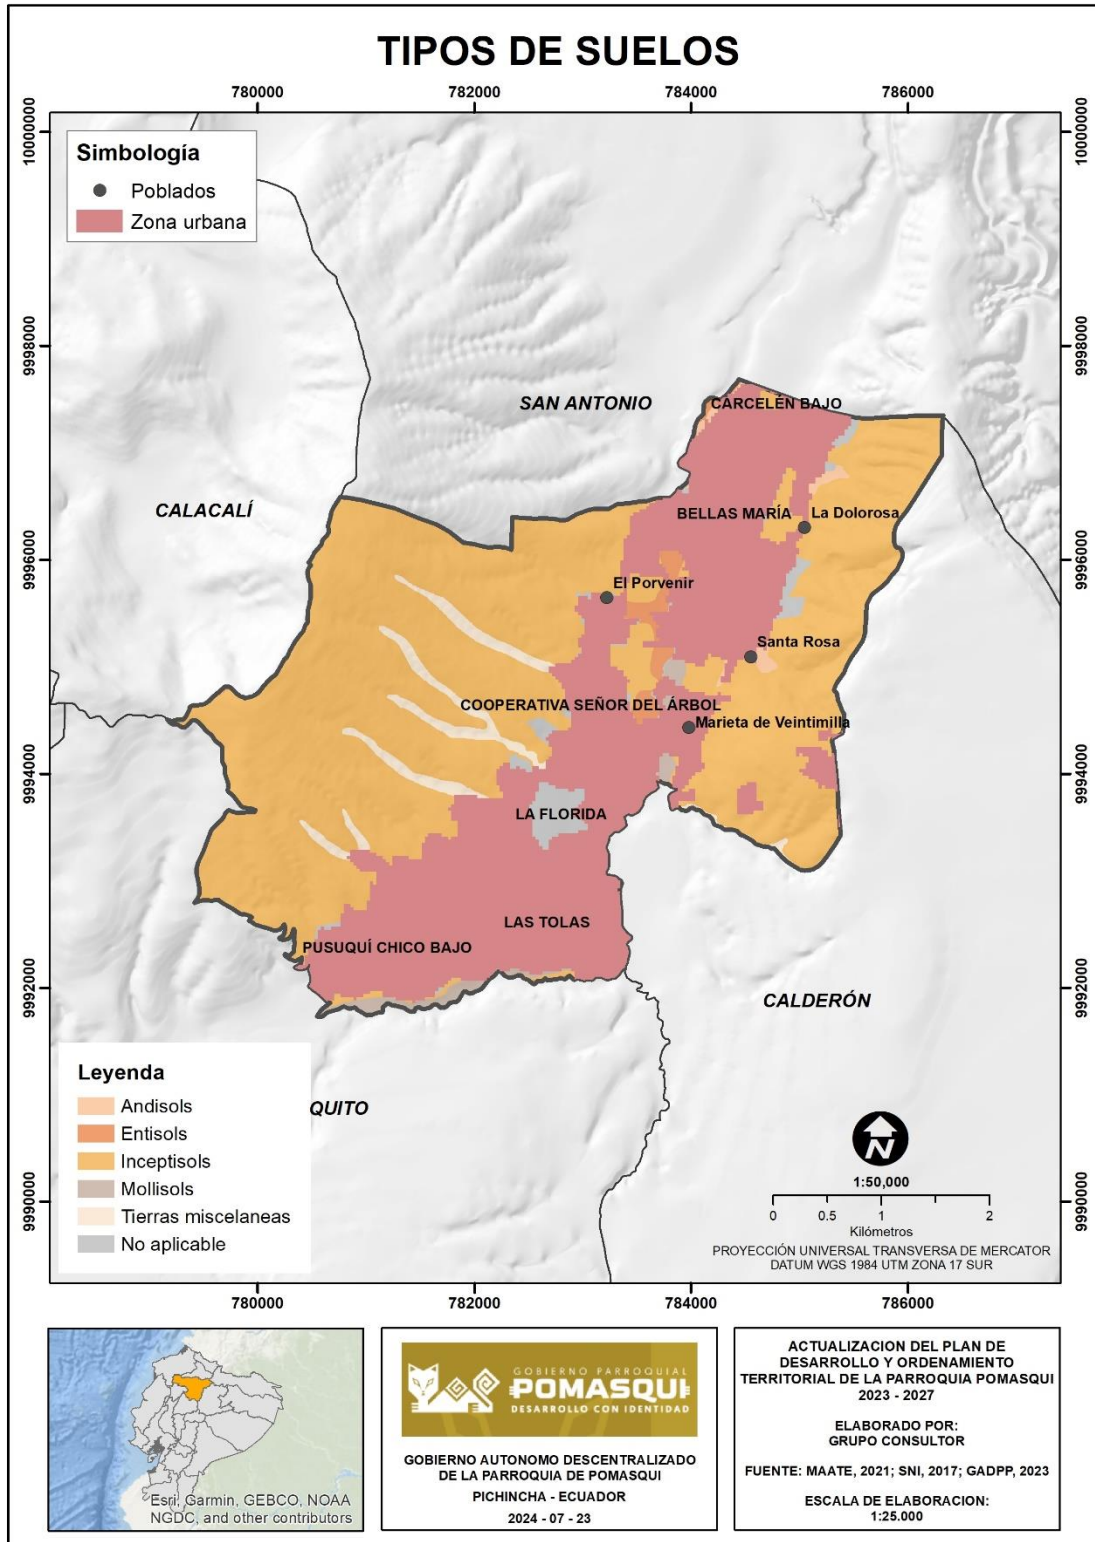 TIPOS DE SUELOS
780000
782000
784000
786000
10000000
10000000
Simbología
Poblados
Zona urbana
9998000
9998000
CARCELÉN BAJO
SAN ANTONIO
CALACALÍ
BELLAS MARÍA
La Dolorosa
9996000
9996000
El Porvenir
Santa Rosa
COOPERATIVA SEÑOR DEL ÁRBOL
Marieta de Veintimilla
9994000
9994000
LA FLORIDA
LAS TOLAS
PUSUQUÍ CHICO BAJO
9992000
9992000
CALDERÓN
Leyenda
Andisols
Entisols
Inceptisols
Mollisols
Tierras miscelaneas
No aplicable
QUITO
N
1:50,000
0 0.5 1 2
Kilómetros
PROYECCIÓN UNIVERSAL TRANSVERSA DE MERCATOR
DATUM WGS 1984 UTM ZONA 17 SUR
9990000
9990000
780000
782000
784000
786000
Esri, Garmin, GEBCO, NOAA
NGDC, and other contributors
GOBIERNO PARROQUIAL
POMASQUI
DESARROLLO CON IDENTIDAD
GOBIERNO AUTONOMO DESCENTRALIZADO
DE LA PARROQUIA DE POMASQUI
PICHINCHA - ECUADOR
2024 - 07 - 23
ACTUALIZACION DEL PLAN DE
DESARROLLO Y ORDENAMIENTO
TERRITORIAL DE LA PARROQUIA POMASQUI
2023 - 2027
ELABORADO POR:
GRUPO CONSULTOR
FUENTE: MAATE, 2021; SNI, 2017; GADPP, 2023
ESCALA DE ELABORACION:
1:25.000